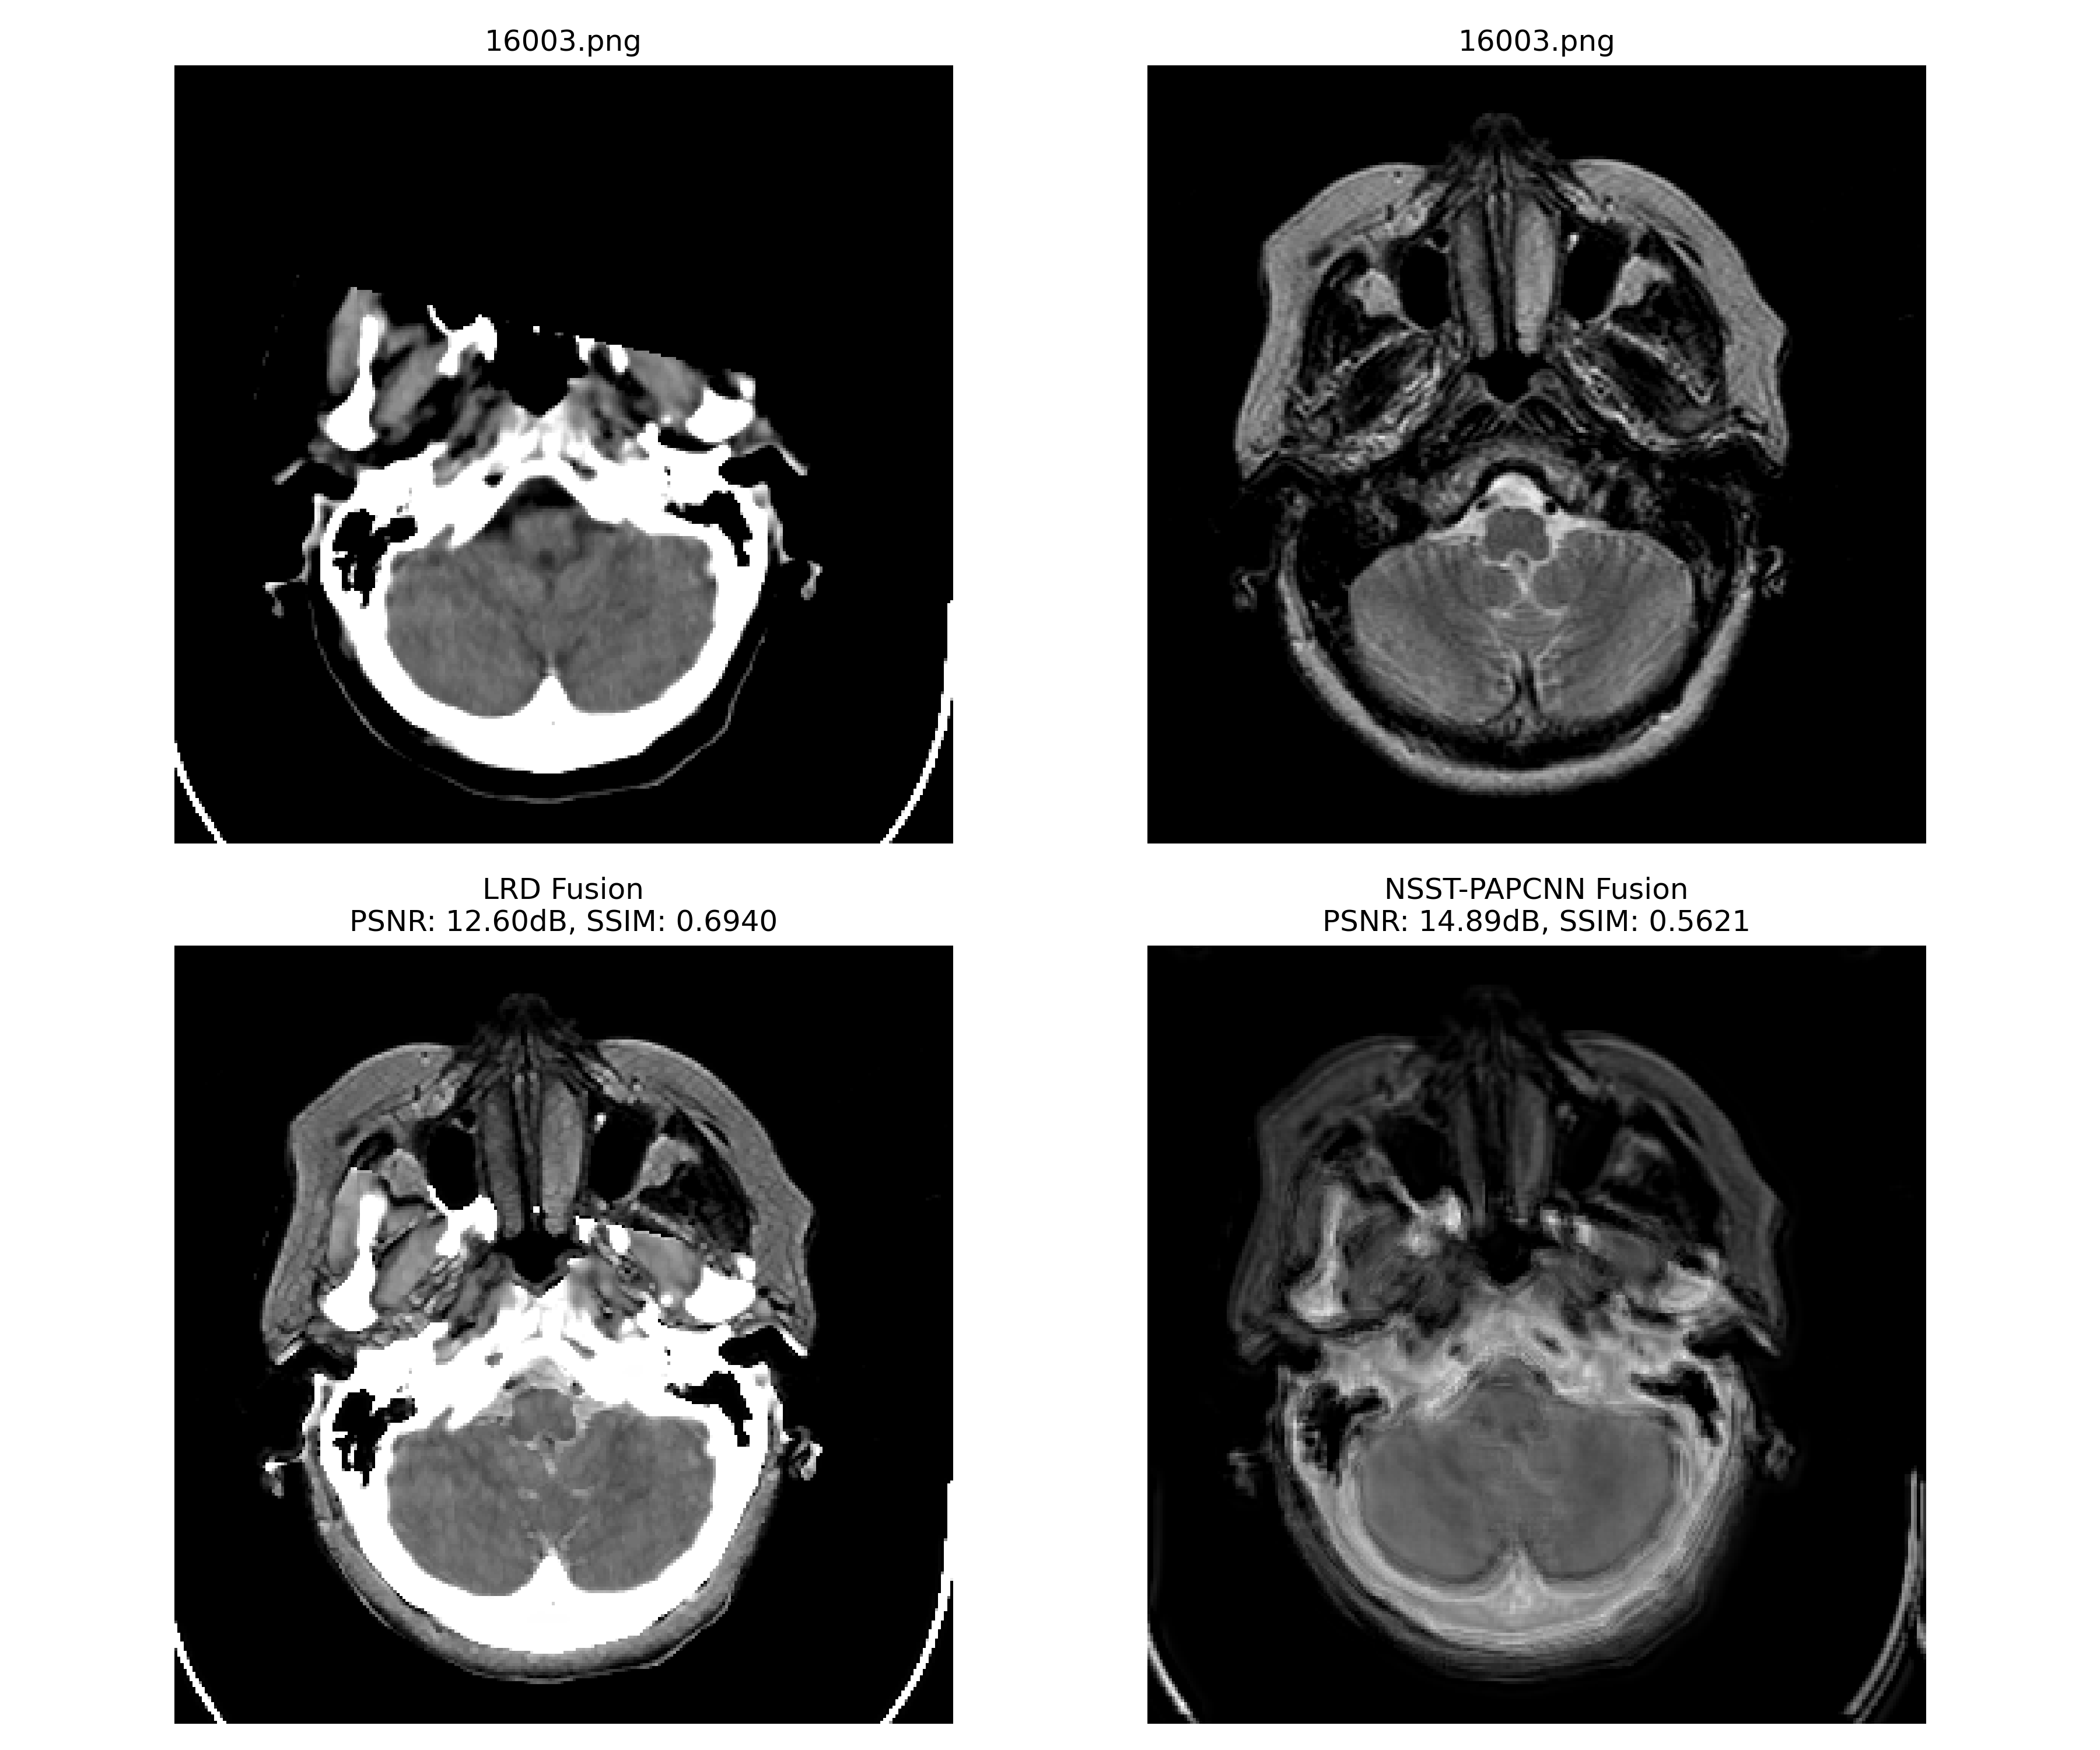 16003.png
16003.png
LRD Fusion
PSNR: 12.60dB, SSIM: 0.6940
NSST-PAPCNN Fusion
PSNR: 14.89dB, SSIM: 0.5621